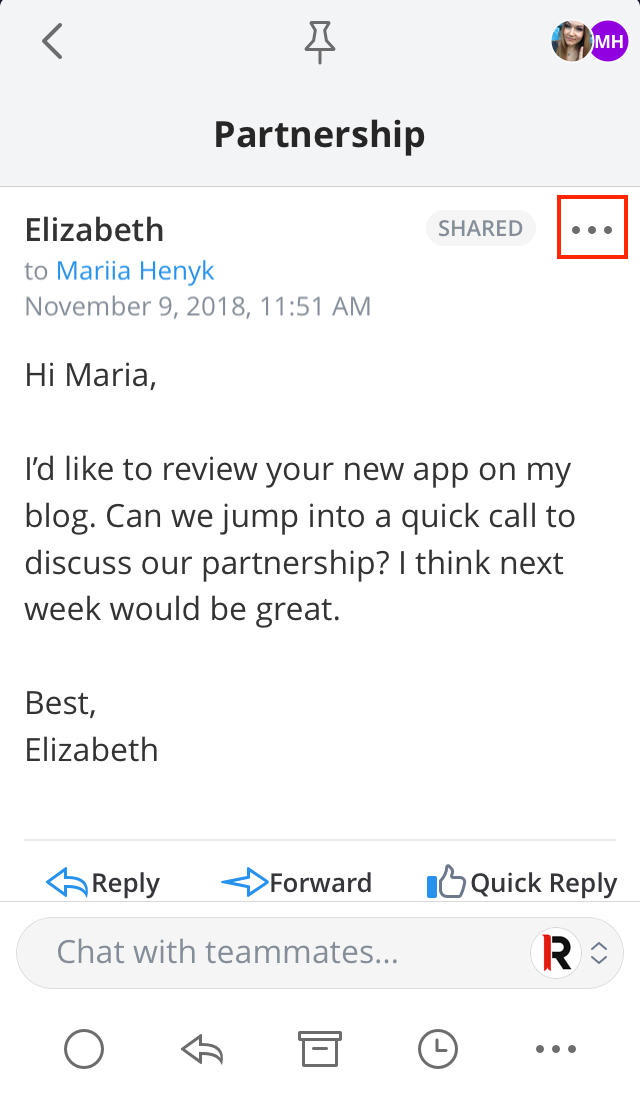 MH
Partnership
Elizabeth
SHARED
to Mariia Henyk
November 9, 2018, 11:51 AM
Hi Maria,
I’d like to review your new app on my
blog. Can we jump into a quick call to
discuss our partnership? I think next
week would be great.
Best,
Elizabeth
Reply Forward Quick Reply
Chat with teammates...
R